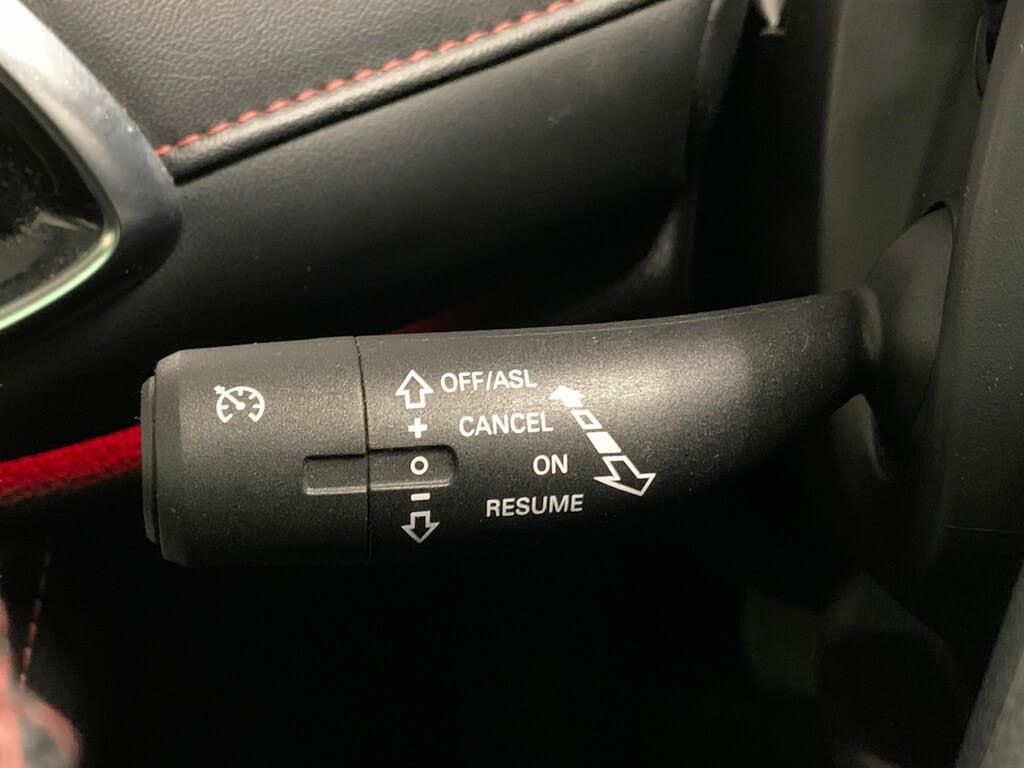 OFF/ASL
+ CANCEL
O ON
- RESUME